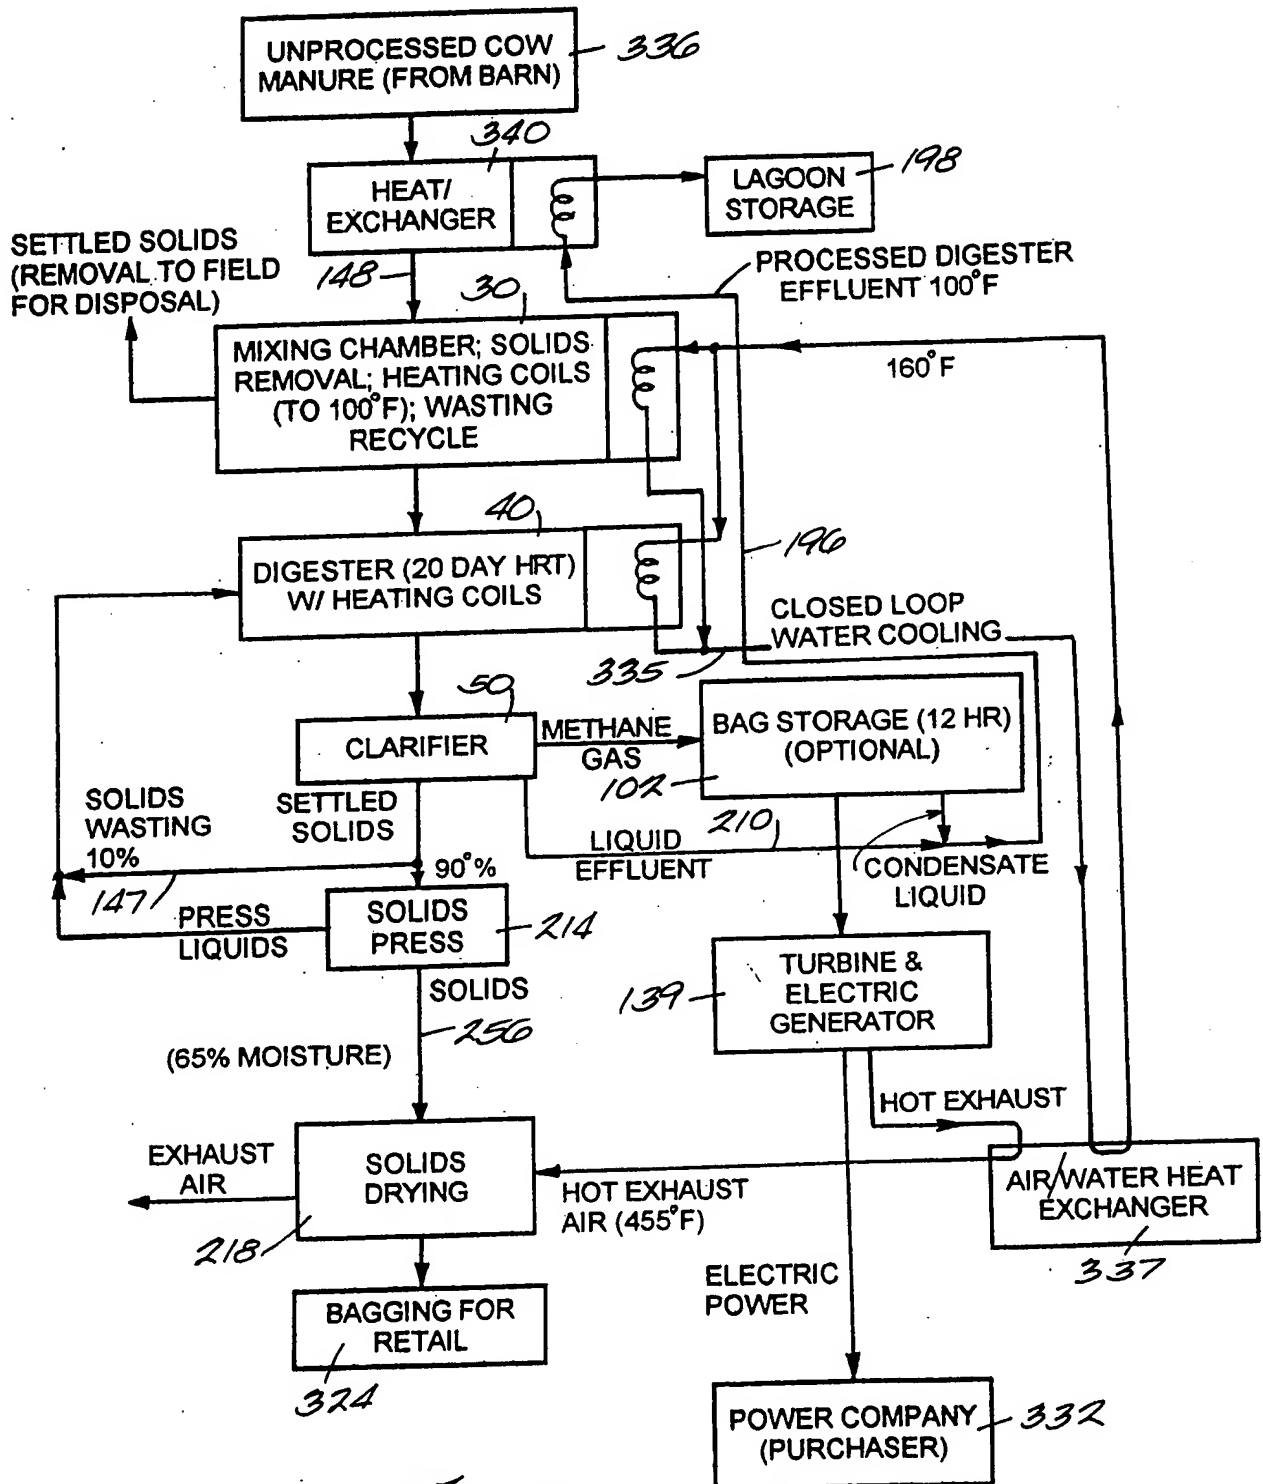 UNPROCESSED COW
MANURE (FROM BARN)
336
340
HEAT/
EXCHANGER
LAGOON
STORAGE
198
SETTLED SOLIDS
(REMOVAL TO FIELD
FOR DISPOSAL)
148
PROCESSED DIGESTER
EFFLUENT 100°F
30
MIXING CHAMBER; SOLIDS
REMOVAL; HEATING COILS
(TO 100°F); WASTING
RECYCLE
160°F
40
DIGESTER (20 DAY HRT)
W/ HEATING COILS
196
CLOSED LOOP
WATER COOLING
335
50
CLARIFIER
METHANE
GAS
BAG STORAGE (12 HR)
(OPTIONAL)
102
SETTLED
SOLIDS
SOLIDS
WASTING
10%
147
90°%
LIQUID
EFFLUENT
210
CONDENSATE
LIQUID
PRESS
LIQUIDS
SOLIDS
PRESS
214
SOLIDS
256
(65% MOISTURE)
139
TURBINE &
ELECTRIC
GENERATOR
HOT EXHAUST
EXHAUST
AIR
SOLIDS
DRYING
218
HOT EXHAUST
AIR (455°F)
AIR/WATER HEAT
EXCHANGER
337
BAGGING FOR
RETAIL
324
ELECTRIC
POWER
POWER COMPANY
(PURCHASER)
332